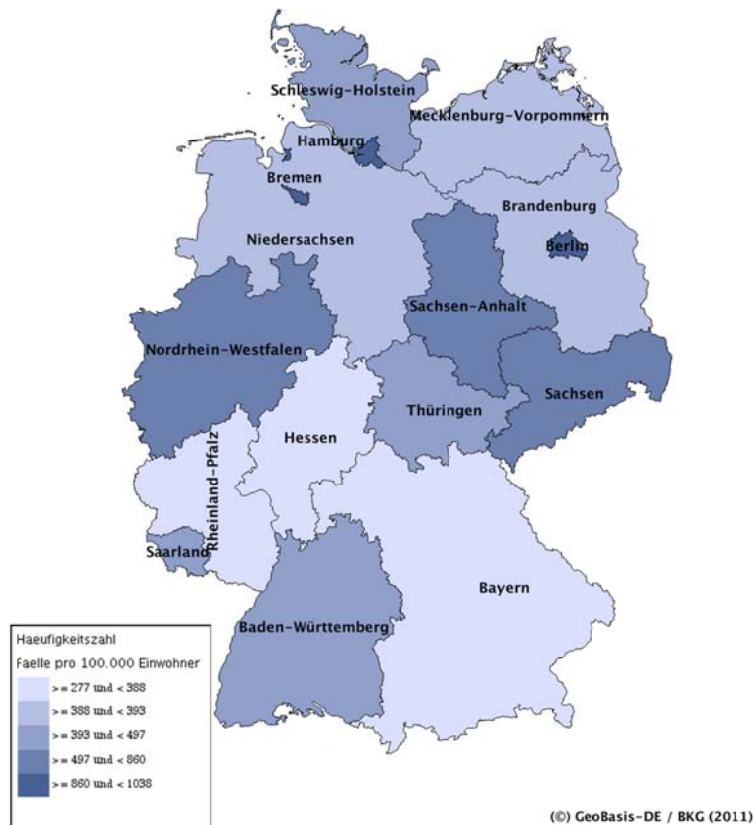 Schleswig-Holstein
Mecklenburg-Vorpommern
Hamburg
Bremen
Brandenburg
Niedersachsen
Berlin
Sachsen-Anhalt
Nordrhein-Westfalen
Sachsen
Thüringen
Hessen
Rheinland-Pfalz
Saarland
Bayern
Baden-Württemberg
Haeufigkeitszahl
Faelle pro 100.000 Einwohner
>= 277 und < 388
>= 388 und < 393
>= 393 und < 497
>= 497 und < 860
>= 860 und < 1038
(©) GeoBasis-DE / BKG (2011)